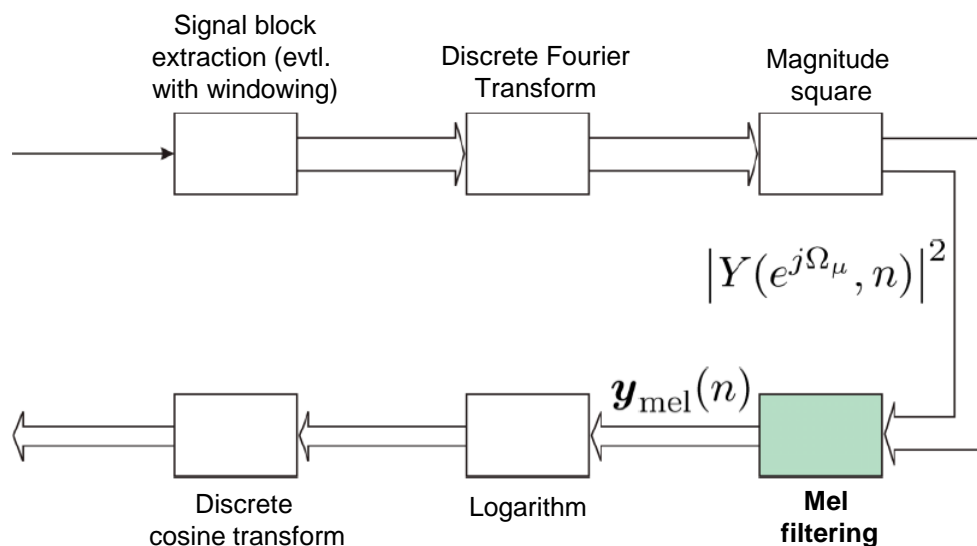 Signal block
extraction (evtl.
with windowing)
Discrete Fourier
Transform
Magnitude
square
|Y(e^{jΩ_μ}, n)|^2
y_mel(n)
Discrete
cosine transform
Logarithm
Mel
filtering